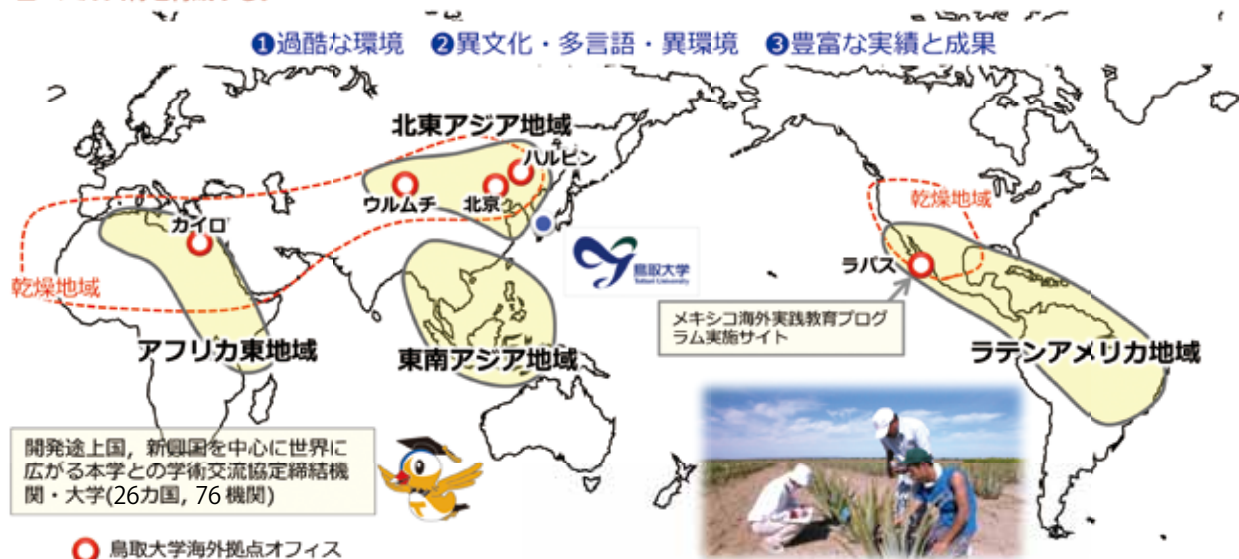 ❶過酷な環境 ❷異文化・多言語・異環境 ❸豊富な実績と成果
北東アジア地域
ハルビン
ウルムチ
北京
カイロ
乾燥地域
鳥取大学
Tottori University
乾燥地域
ラパス
メキシコ海外実践教育プログ
ラム実施サイト
アフリカ東地域
東南アジア地域
ラテンアメリカ地域
開発途上国，新興国を中心に世界に
広がる本学との学術交流協定締結機
関・大学(26カ国，76機関)
鳥取大学海外拠点オフィス